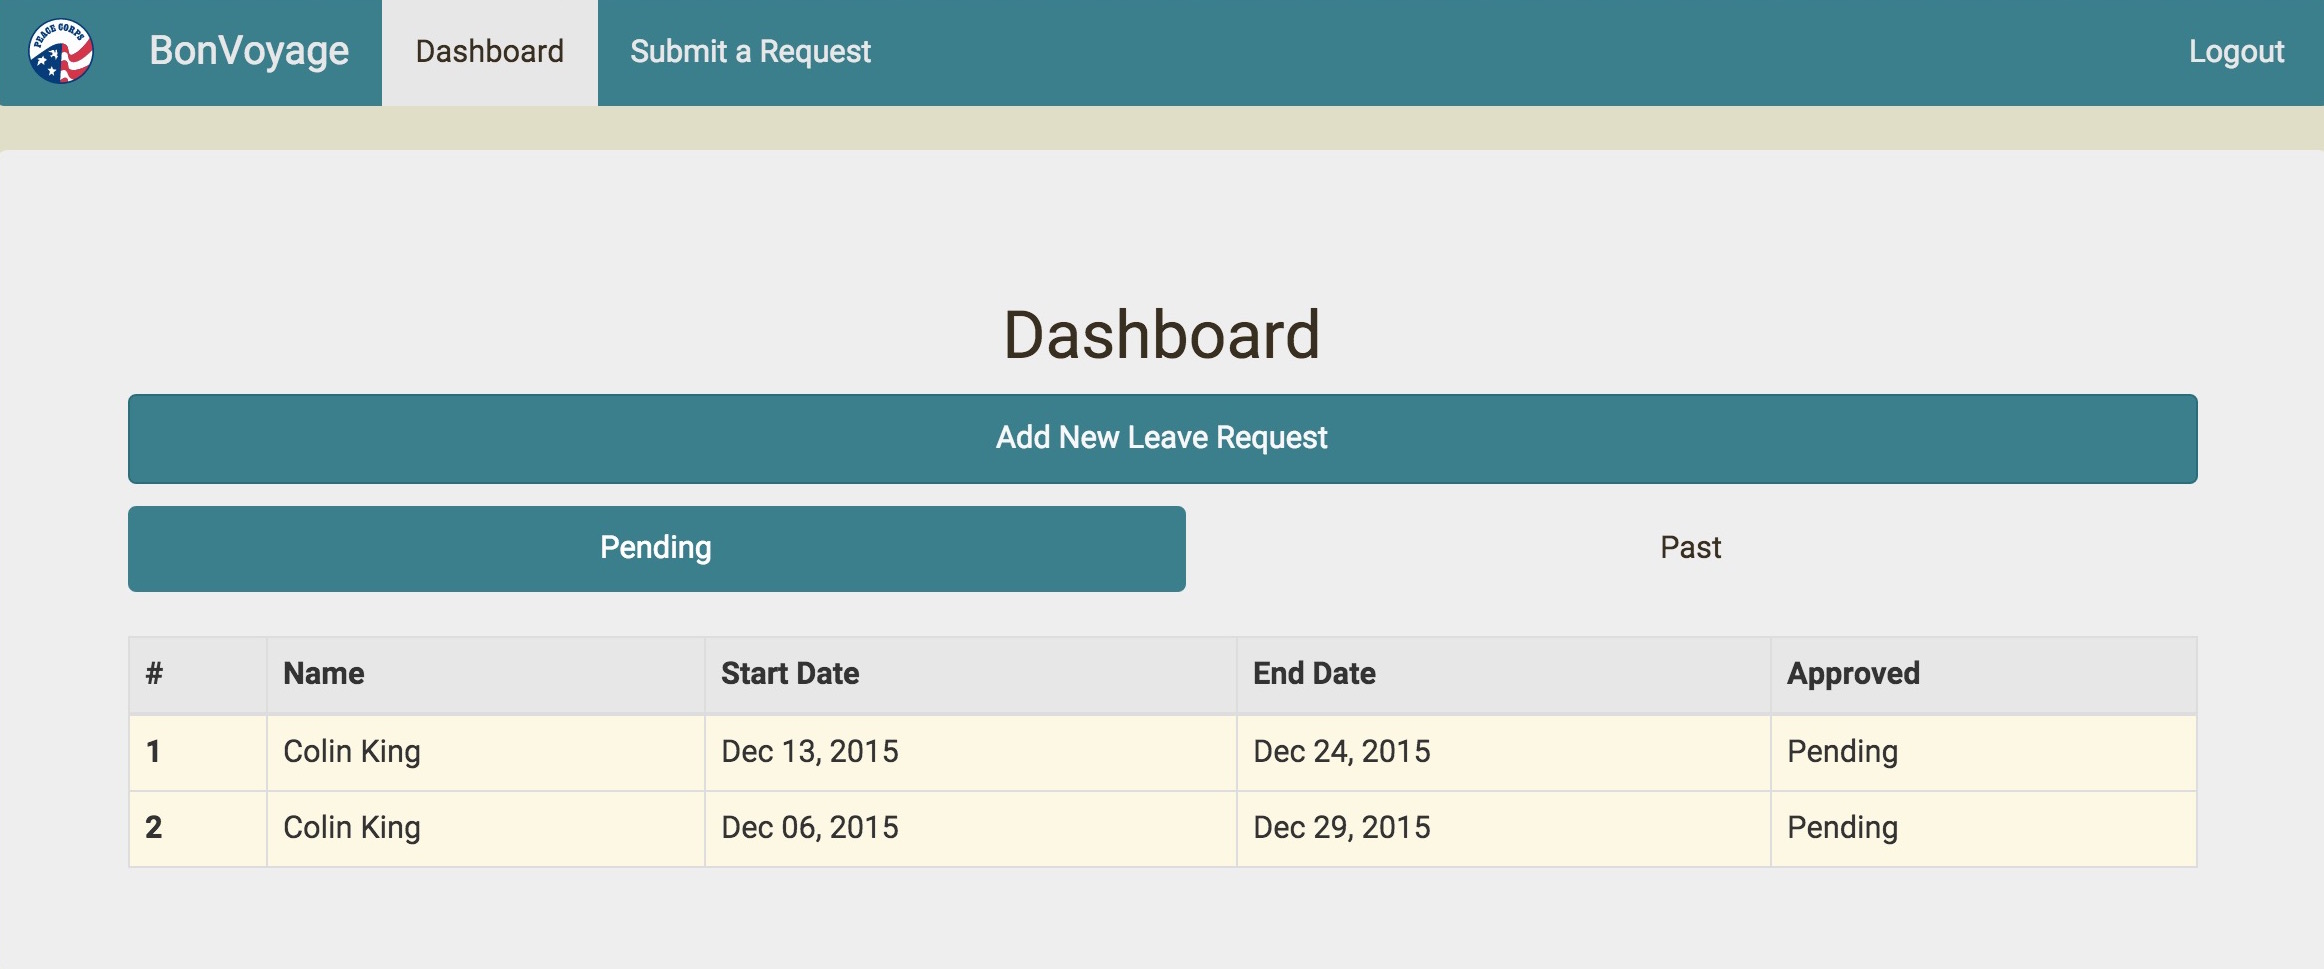 PEACE CORPS
BonVoyage Dashboard Submit a Request Logout
Dashboard
Add New Leave Request
Pending Past
# Name Start Date End Date Approved
1 Colin King Dec 13, 2015 Dec 24, 2015 Pending
2 Colin King Dec 06, 2015 Dec 29, 2015 Pending